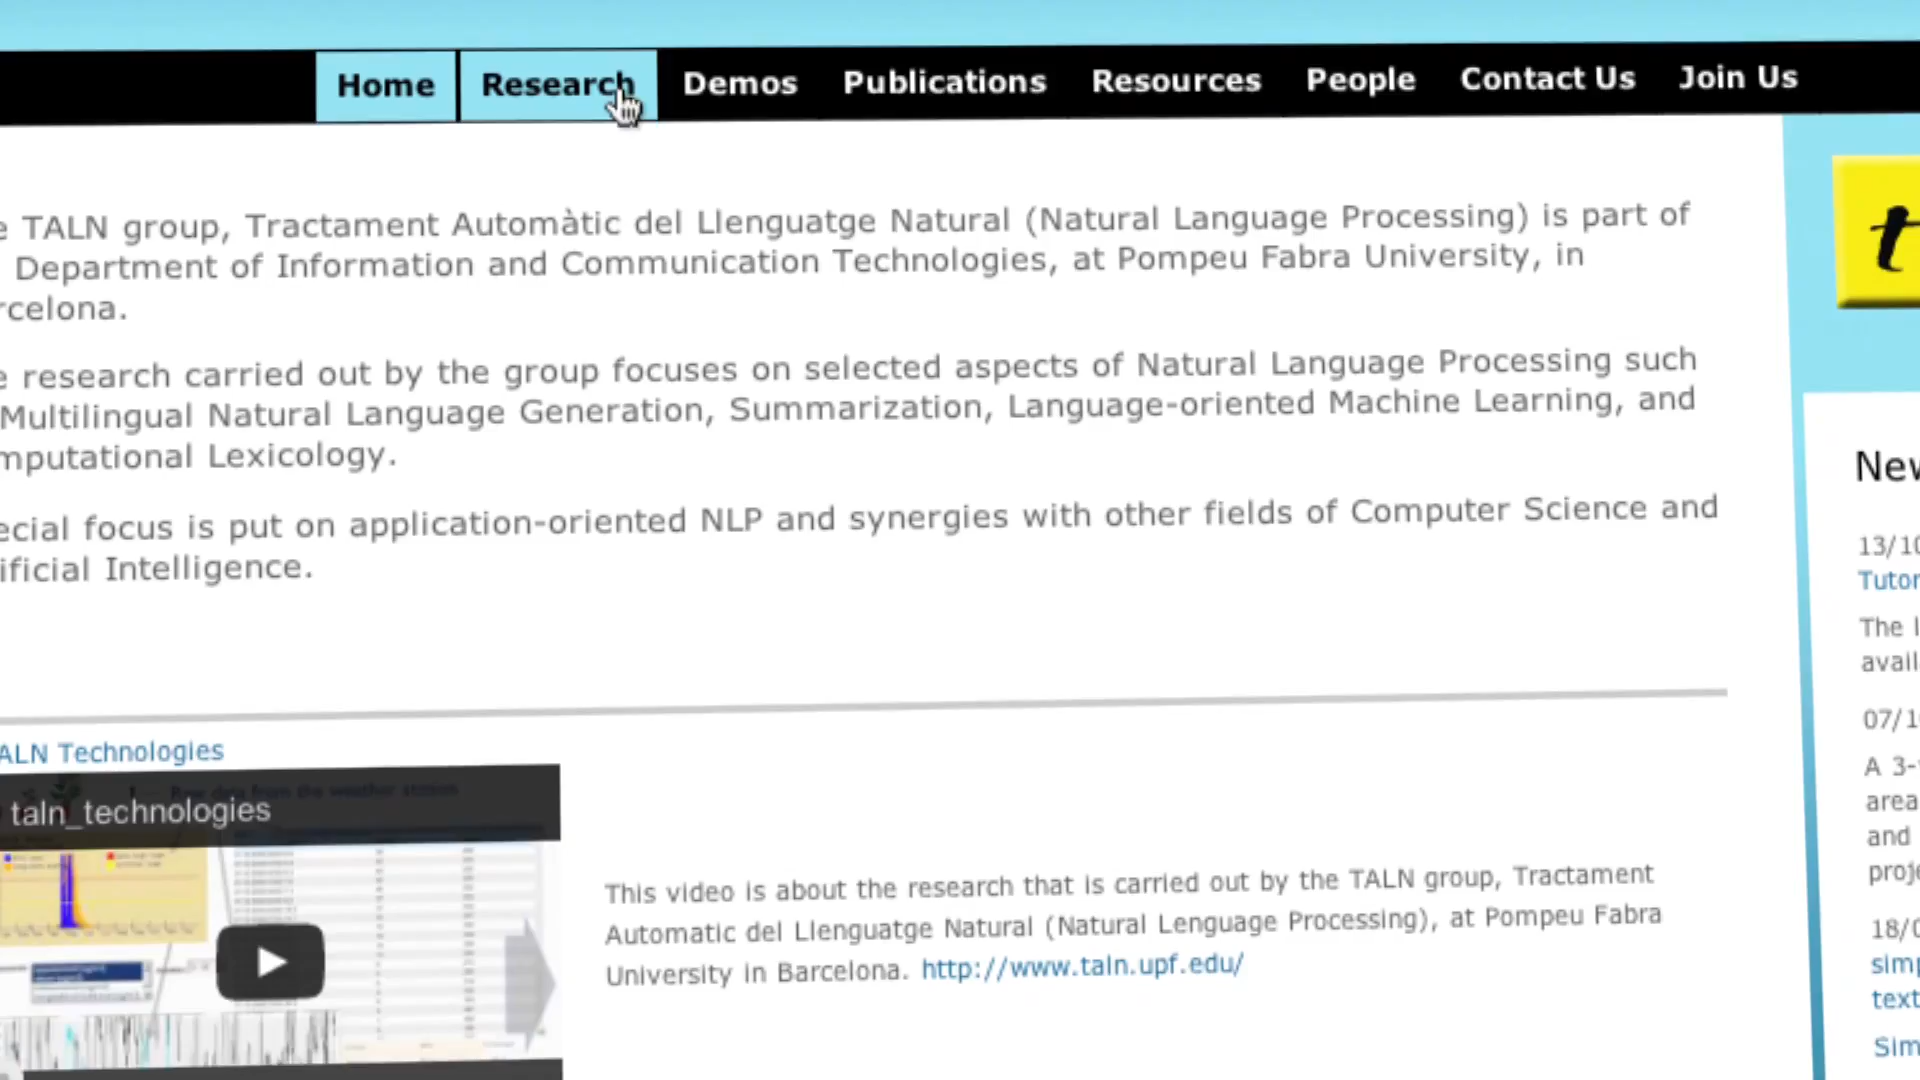 Home Research Demos Publications Resources People Contact Us Join Us
TALN group, Tractament Automàtic del Llenguatge Natural (Natural Language Processing) is part of
Department of Information and Communication Technologies, at Pompeu Fabra University, in
rcelona.
research carried out by the group focuses on selected aspects of Natural Language Processing such
Multilingual Natural Language Generation, Summarization, Language-oriented Machine Learning, and
mputational Lexicology.
ecial focus is put on application-oriented NLP and synergies with other fields of Computer Science and
ificial Intelligence.
ALN Technologies
taln_technologies
This video is about the research that is carried out by the TALN group, Tractament
Automatic del Llenguatge Natural (Natural Lenguage Processing), at Pompeu Fabra
University in Barcelona. http://www.taln.upf.edu/
t
New
13/10
Tutor
The l
avail
07/1
A 3-
area
and
proje
18/0
simp
text
Sim